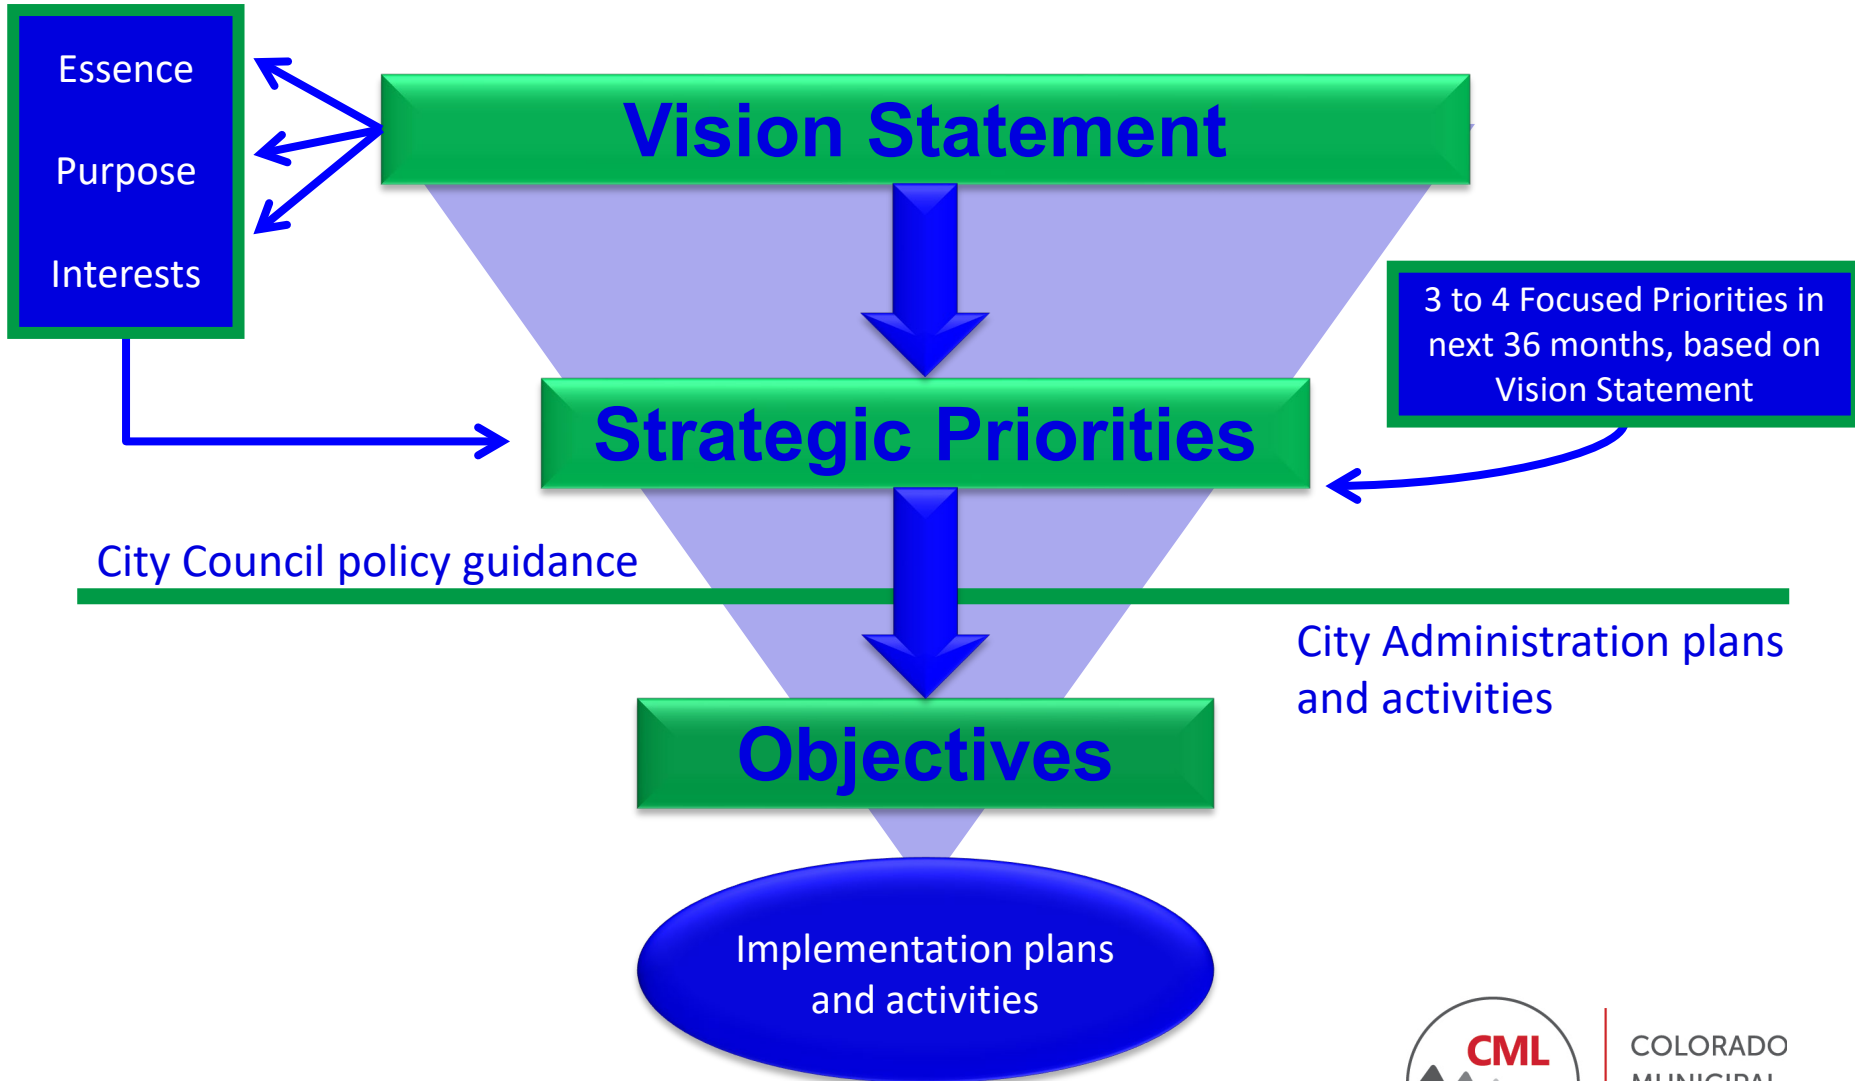 Essence
Purpose
Interests
Vision Statement
3 to 4 Focused Priorities in
next 36 months, based on
Vision Statement
Strategic Priorities
City Council policy guidance
City Administration plans
and activities
Objectives
Implementation plans
and activities
CML
COLORADO
MUNICIPAL